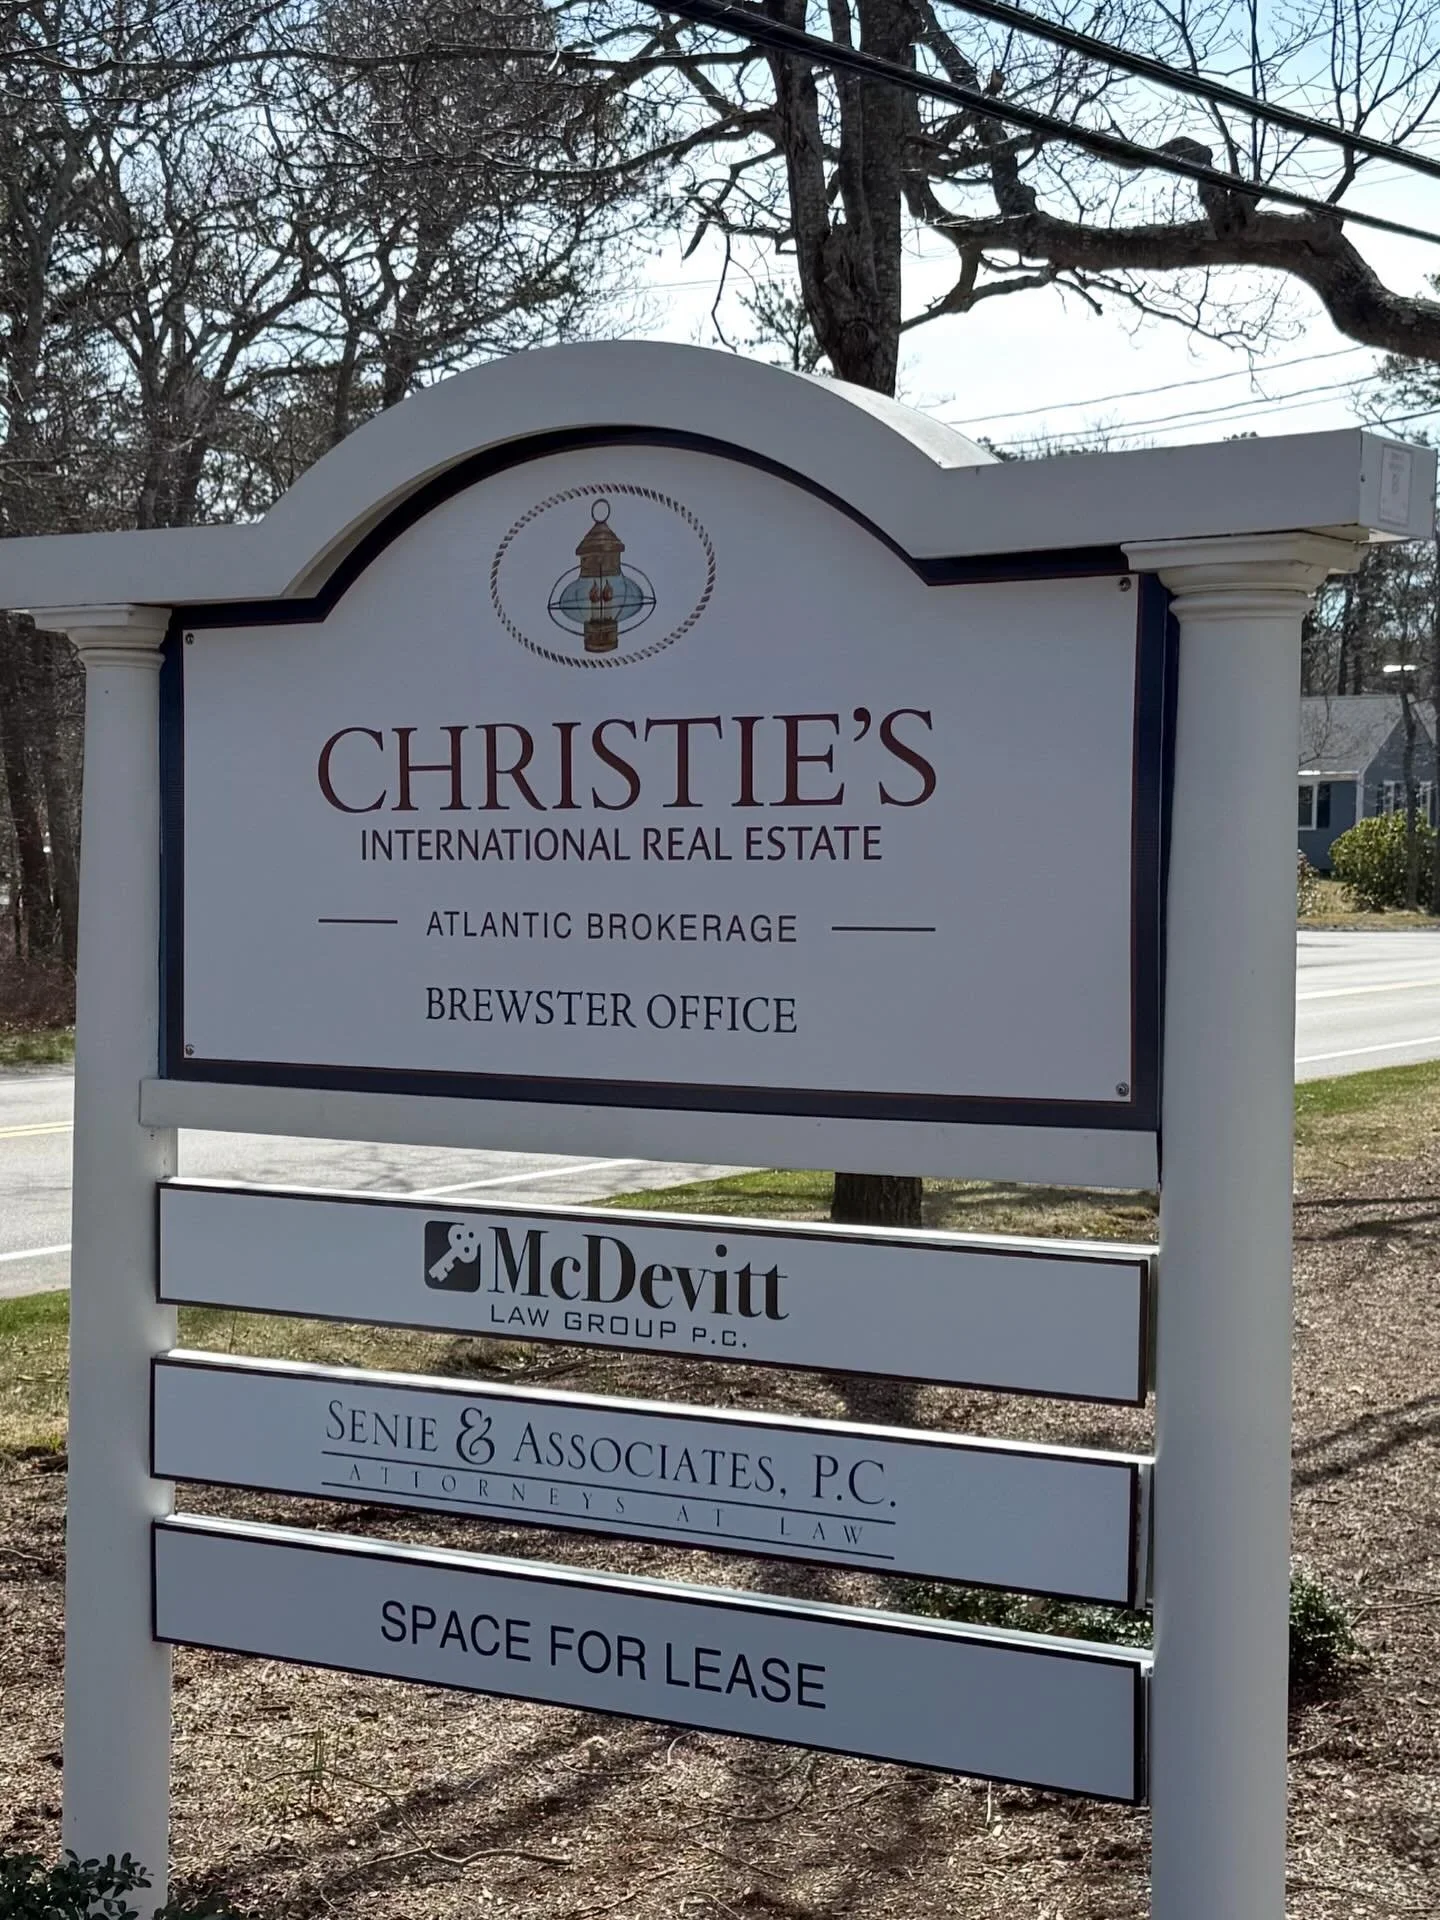 CHRISTIE'S
INTERNATIONAL REAL ESTATE
ATLANTIC BROKERAGE
BREWSTER OFFICE
McDevitt
LAW GROUP P.C.
SENIE & ASSOCIATES, P.C.
ATTORNEYS AT LAW
SPACE FOR LEASE